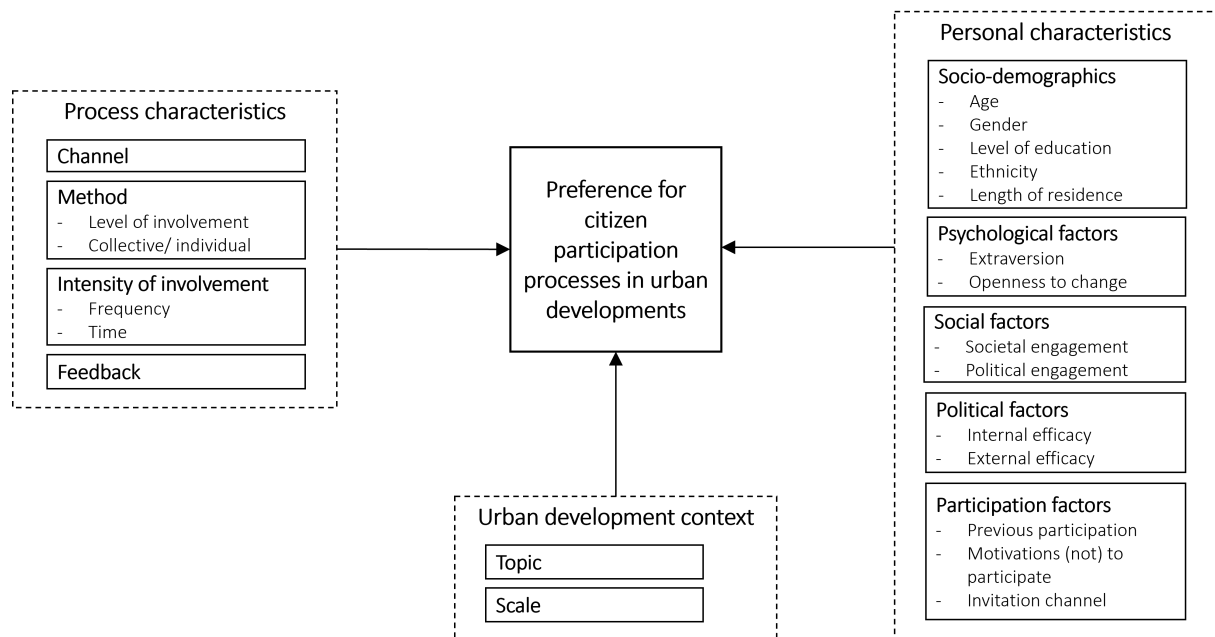 Process characteristics
Channel
Method
- Level of involvement
- Collective/ individual
Intensity of involvement
- Frequency
- Time
Feedback
Preference for
citizen
participation
processes in urban
developments
Urban development context
Topic
Scale
Personal characteristics
Socio-demographics
- Age
- Gender
- Level of education
- Ethnicity
- Length of residence
Psychological factors
- Extraversion
- Openness to change
Social factors
- Societal engagement
- Political engagement
Political factors
- Internal efficacy
- External efficacy
Participation factors
- Previous participation
- Motivations (not) to
participate
- Invitation channel